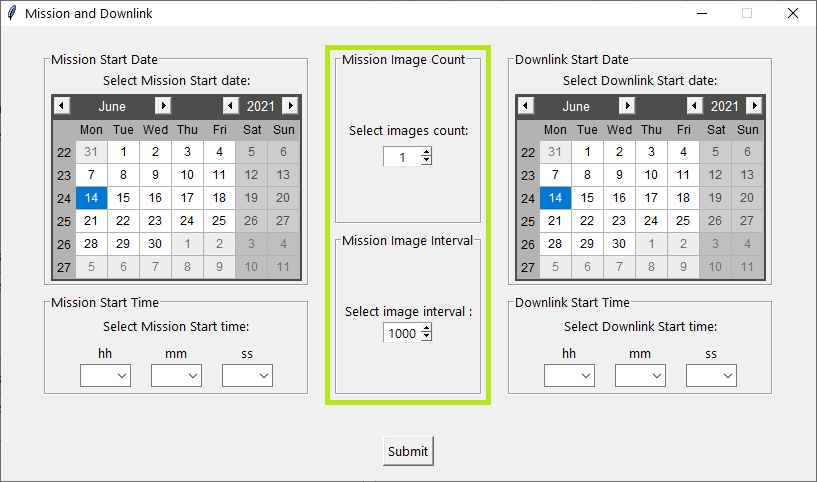 Mission and Downlink
Mission Start Date
Select Mission Start date:
June 2021
Mon Tue Wed Thu Fri Sat Sun
22 31 1 2 3 4 5 6
23 7 8 9 10 11 12 13
24 14 15 16 17 18 19 20
25 21 22 23 24 25 26 27
26 28 29 30 1 2 3 4
27 5 6 7 8 9 10 11
Mission Start Time
Select Mission Start time:
hh mm ss
Mission Image Count
Select images count:
1
Mission Image Interval
Select image interval :
1000
Downlink Start Date
Select Downlink Start date:
June 2021
Mon Tue Wed Thu Fri Sat Sun
22 31 1 2 3 4 5 6
23 7 8 9 10 11 12 13
24 14 15 16 17 18 19 20
25 21 22 23 24 25 26 27
26 28 29 30 1 2 3 4
27 5 6 7 8 9 10 11
Downlink Start Time
Select Downlink Start time:
hh mm ss
Submit